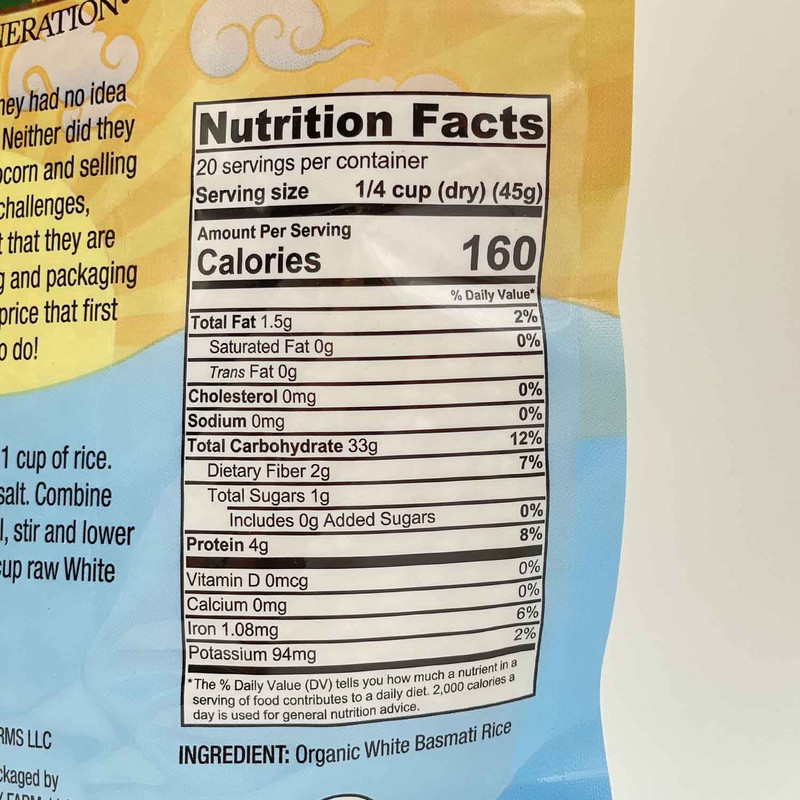 hey had no idea
Neither did they
and selling
challenges,
that they are
and packaging
price that first
do!
1 cup of rice.
salt. Combine
stir and lower
cup raw White
LLC
by
Nutrition Facts
20 servings per container
Serving size 1/4 cup (dry) (45g)
Amount Per Serving
Calories 160
% Daily Value*
Total Fat 1.5g 2%
Saturated Fat 0g 0%
Trans Fat 0g
Cholesterol 0mg 0%
Sodium 0mg 0%
Total Carbohydrate 33g 12%
Dietary Fiber 2g 7%
Total Sugars 1g
Includes 0g Added Sugars 0%
Protein 4g 8%
Vitamin D 0mcg 0%
Calcium 0mg 0%
Iron 1.08mg 6%
Potassium 94mg 2%
*The % Daily Value (DV) tells you how much a nutrient in a
serving of food contributes to a daily diet. 2,000 calories a
day is used for general nutrition advice.
INGREDIENT: Organic White Basmati Rice